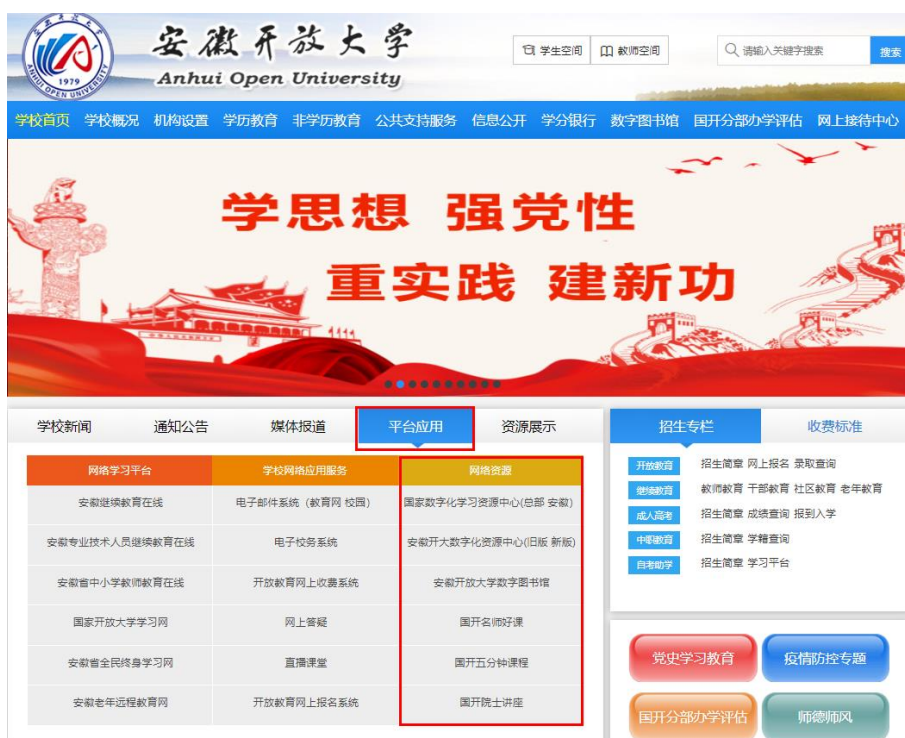 安徽开放大学
Anhui Open University
1979
ANHUI OPEN UNIVERSITY
学生空间 教师空间 请输入关键字搜索 搜索
学校首页 学校概况 机构设置 学历教育 非学历教育 公共支持服务 信息公开 学分银行 数字图书馆 国开分部办学评估 网上接待中心
学思想 强党性
重实践 建新功
学校新闻 通知公告 媒体报道 平台应用 资源展示
网络学习平台 学校网络应用服务 网络资源
安徽继续教育在线 电子邮件系统（教育网 校园） 国家数字化学习资源中心(总部 安徽)
安徽专业技术人员继续教育在线 电子校务系统 安徽开大数字化资源中心(旧版 新版)
安徽省中小学教师教育在线 开放教育网上收费系统 安徽开放大学数字图书馆
国家开放大学学习网 网上答疑 国开名师好课
安徽省全民终身学习网 直播课堂 国开五分钟课程
安徽老年远程教育网 开放教育网上报名系统 国开院士讲座
招生专栏 收费标准
开放教育 招生简章 网上报名 录取查询
继续教育 教师教育 干部教育 社区教育 老年教育
成人高考 招生简章 成绩查询 报到入学
中职教育 招生简章 学籍查询
自考助学 招生简章 学习平台
党史学习教育 疫情防控专题
国开分部办学评估 师德师风